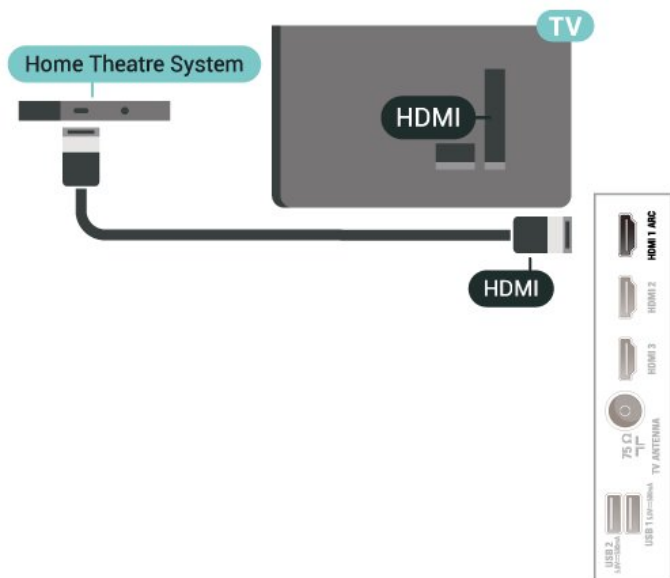 TV
Home Theatre System
HDMI
HDMI
HDMI 1 ARC
HDMI 2
HDMI 3
75 Ω
TV ANTENNA
USB 1
USB 2